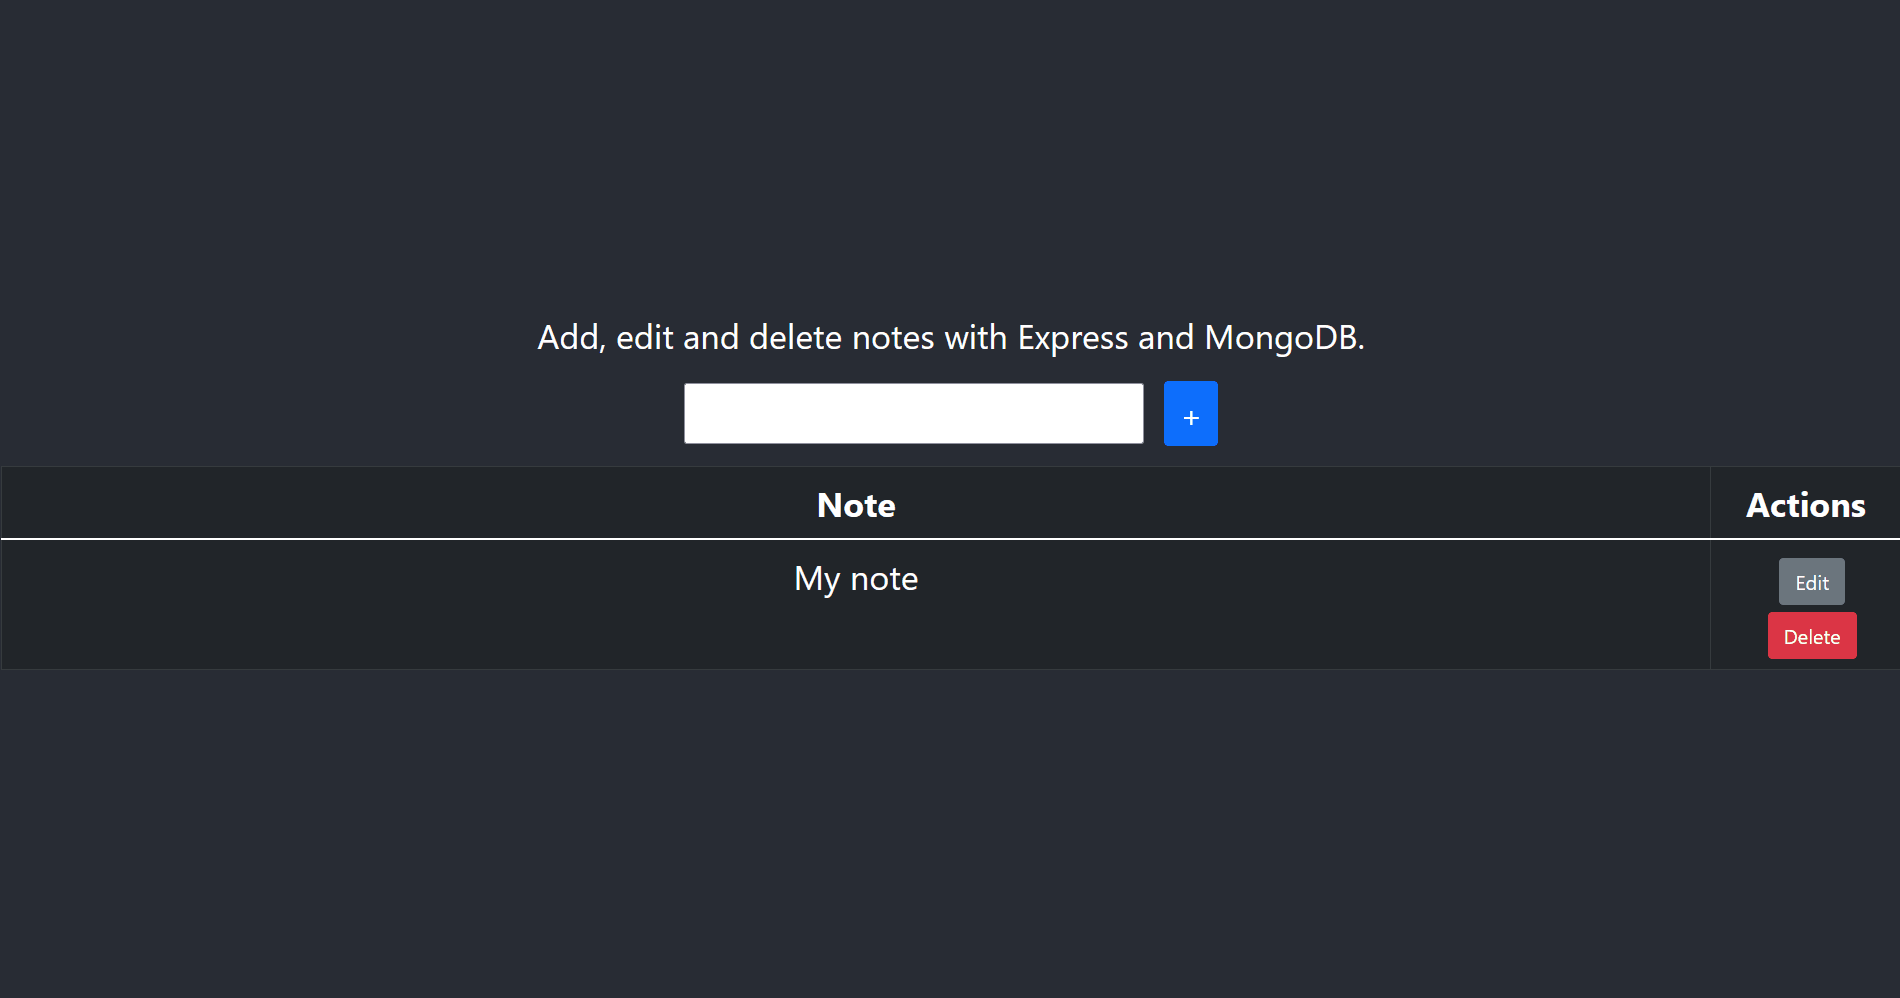 Add, edit and delete notes with Express and MongoDB.
+
Note Actions
My note Edit
Delete